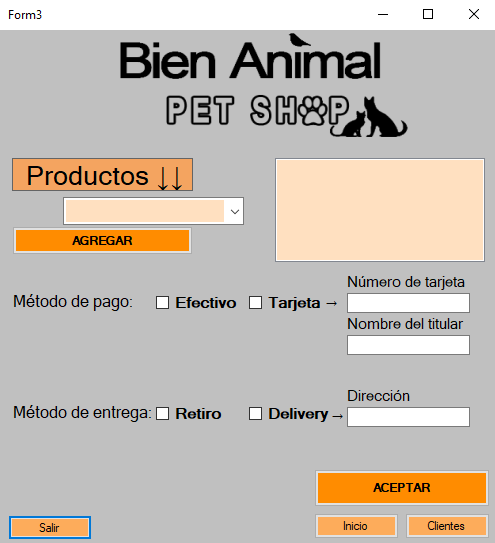 Form3
Bien Animal
PET SHOP
Productos ↓↓
AGREGAR
Número de tarjeta
Método de pago: Efectivo Tarjeta →
Nombre del titular
Dirección
Método de entrega: Retiro Delivery →
ACEPTAR
Salir Inicio Clientes